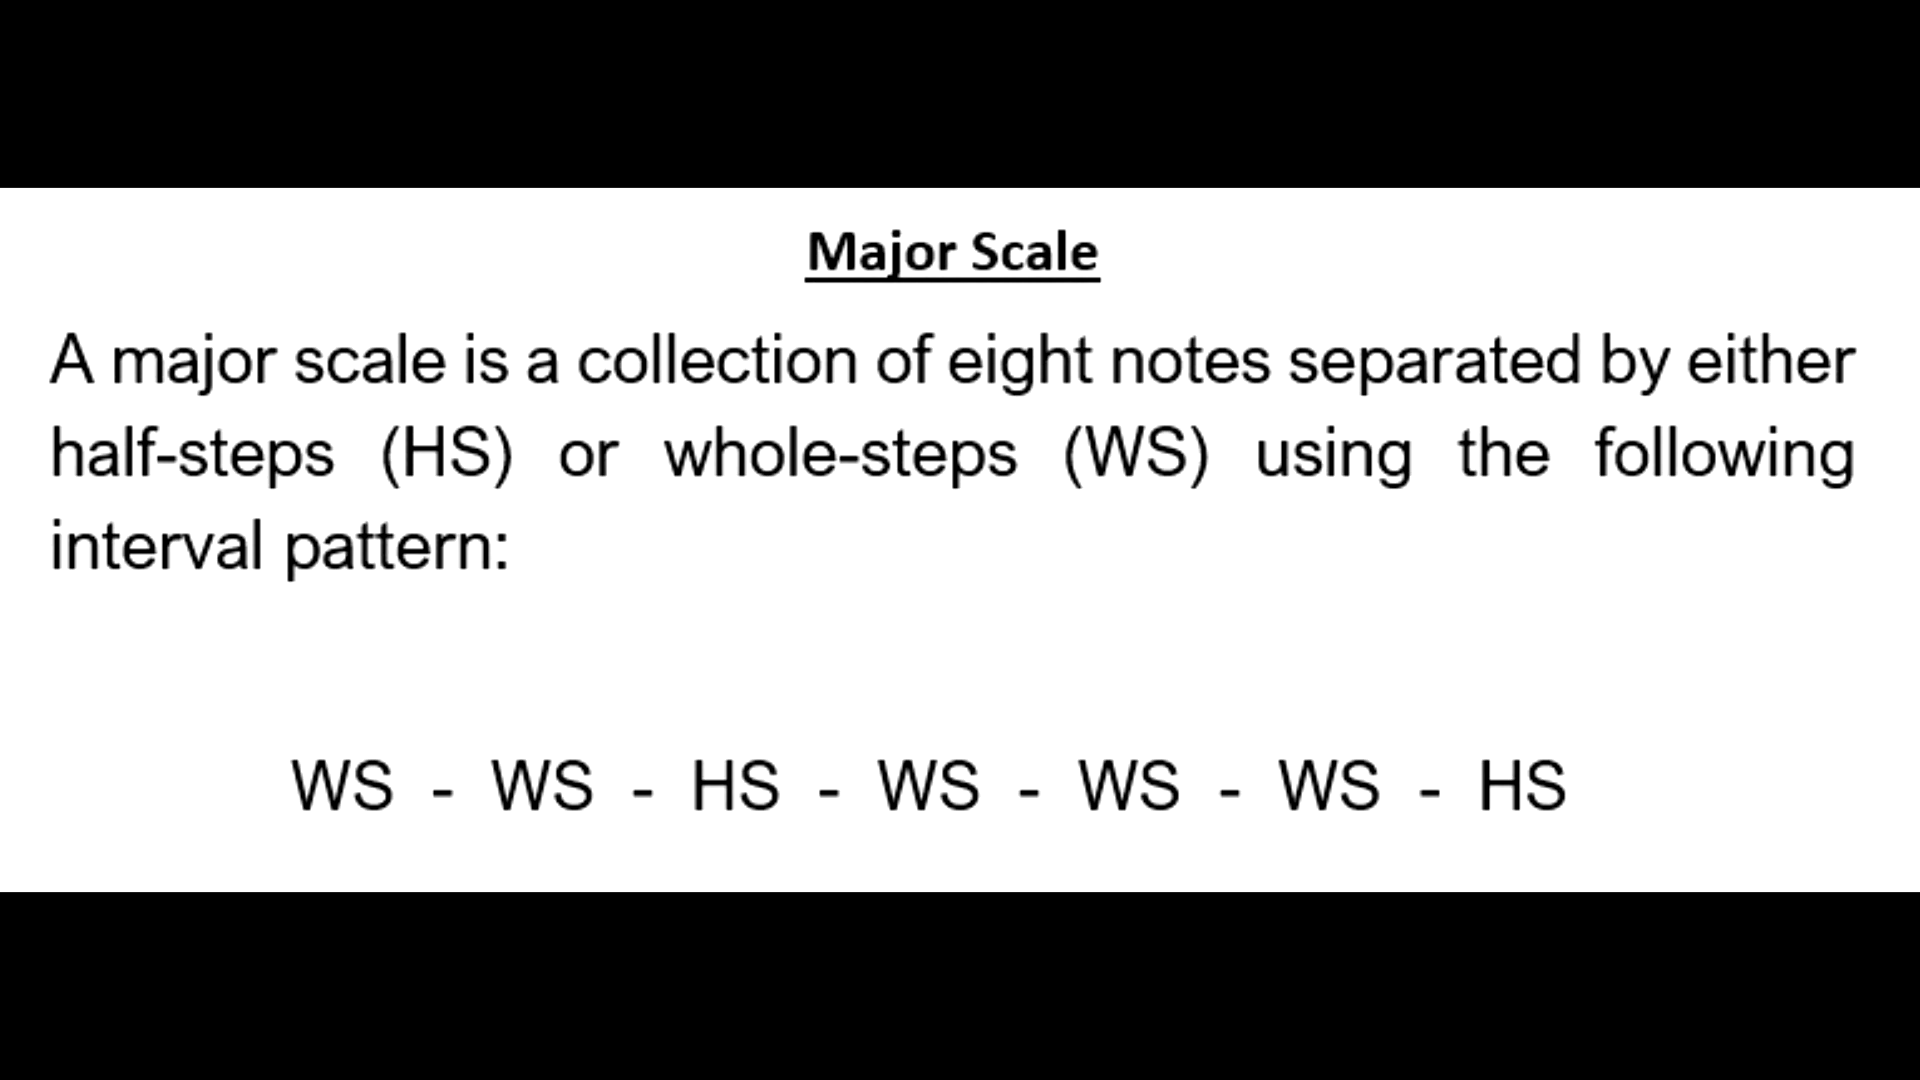 Major Scale
A major scale is a collection of eight notes separated by either
half-steps (HS) or whole-steps (WS) using the following
interval pattern:
WS - WS - HS - WS - WS - WS - HS